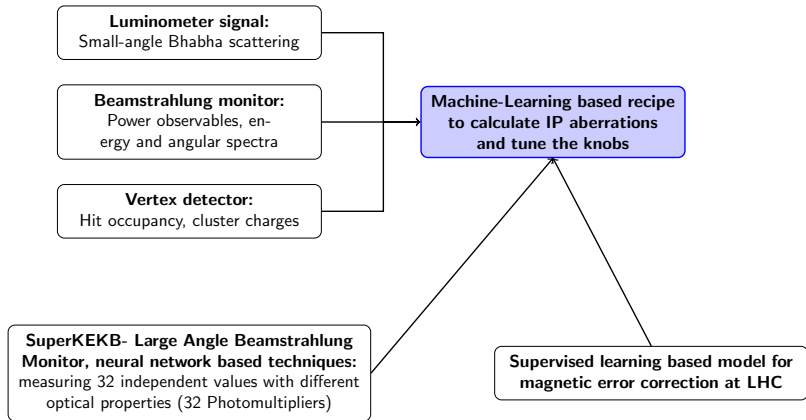 Luminometer signal:
Small-angle Bhabha scattering
Beamstrahlung monitor:
Power observables, en-
ergy and angular spectra
Vertex detector:
Hit occupancy, cluster charges
Machine-Learning based recipe
to calculate IP aberrations
and tune the knobs
SuperKEKB- Large Angle Beamstrahlung
Monitor, neural network based techniques:
measuring 32 independent values with different
optical properties (32 Photomultipliers)
Supervised learning based model for
magnetic error correction at LHC